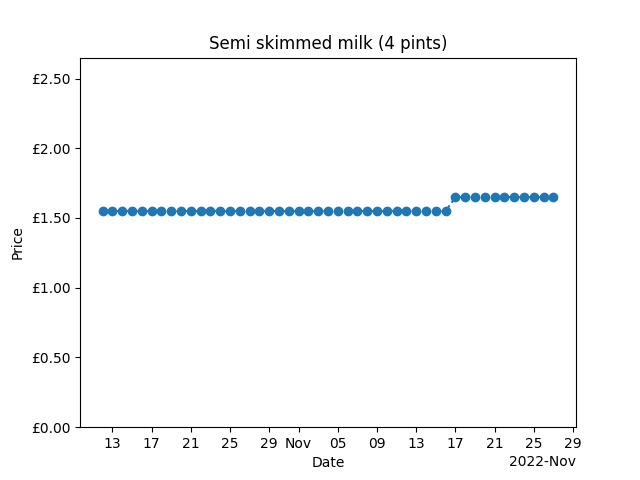 Semi skimmed milk (4 pints)
£2.50
£2.00
£1.50
£1.00
£0.50
£0.00
Price
13 17 21 25 29 Nov 05 09 13 17 21 25 29
Date
2022-Nov